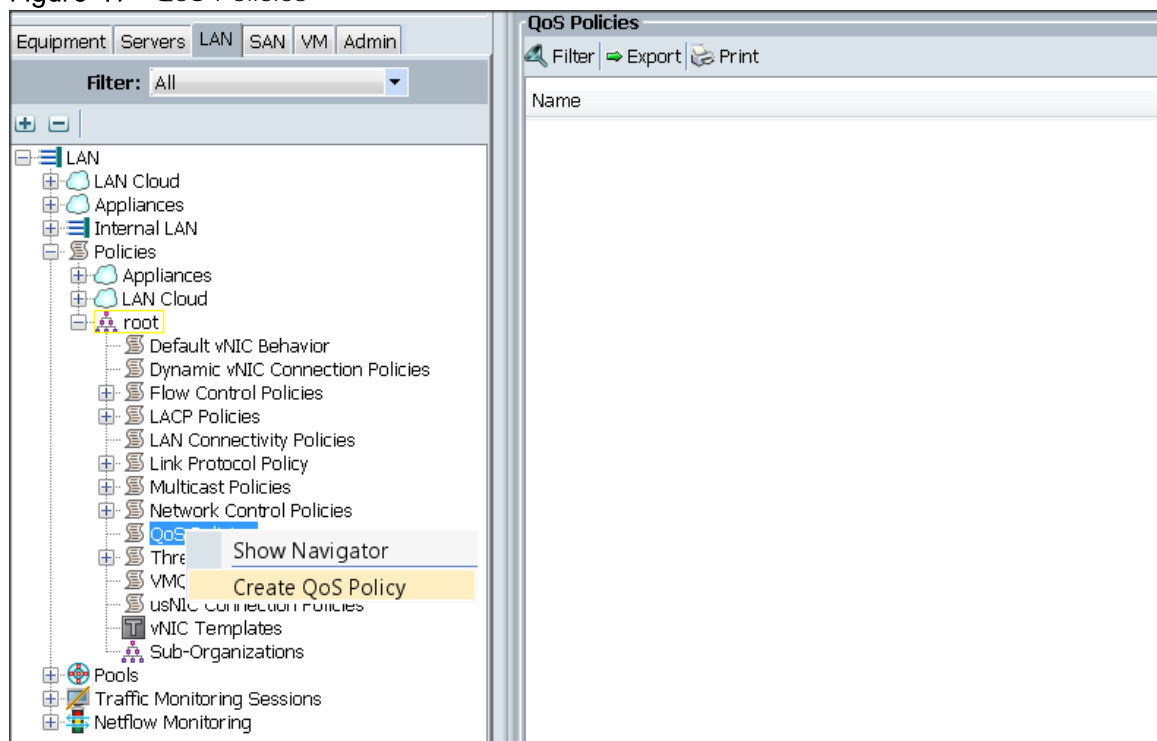 Equipment Servers LAN SAN VM Admin
Filter: All
LAN
LAN Cloud
Appliances
Internal LAN
Policies
Appliances
LAN Cloud
root
Default vNIC Behavior
Dynamic vNIC Connection Policies
Flow Control Policies
LACP Policies
LAN Connectivity Policies
Link Protocol Policy
Multicast Policies
Network Control Policies
Show Navigator
Create QoS Policy
vNIC Templates
Sub-Organizations
Pools
Traffic Monitoring Sessions
Netflow Monitoring
QoS Policies
Filter Export Print
Name